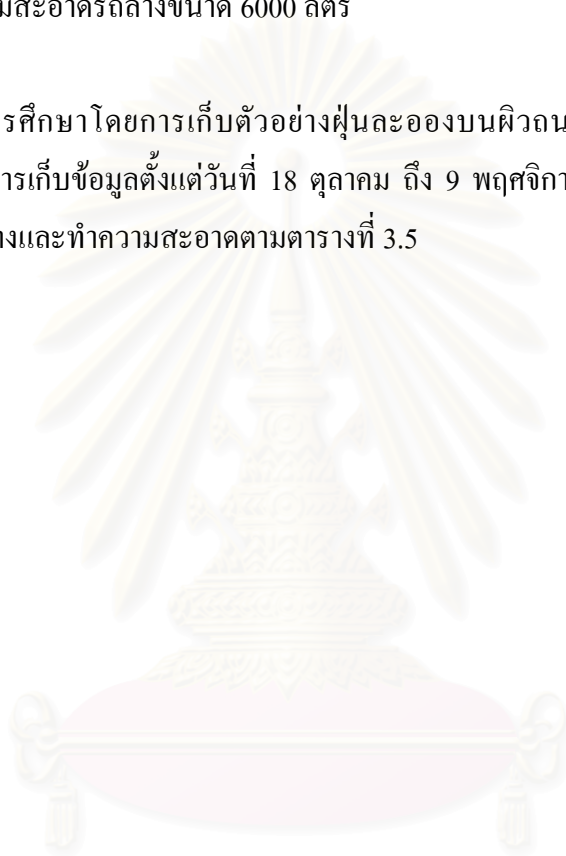 มสะอาดรถล้างขนาด 6000 ลิตร
รศึกษาโดยการเก็บตัวอย่างฝุ่นละอองบนผิวถน
ารเก็บข้อมูลตั้งแต่วันที่ 18 ตุลาคม ถึง 9 พฤศจิกา
างและทำความสะอาดตามตารางที่ 3.5